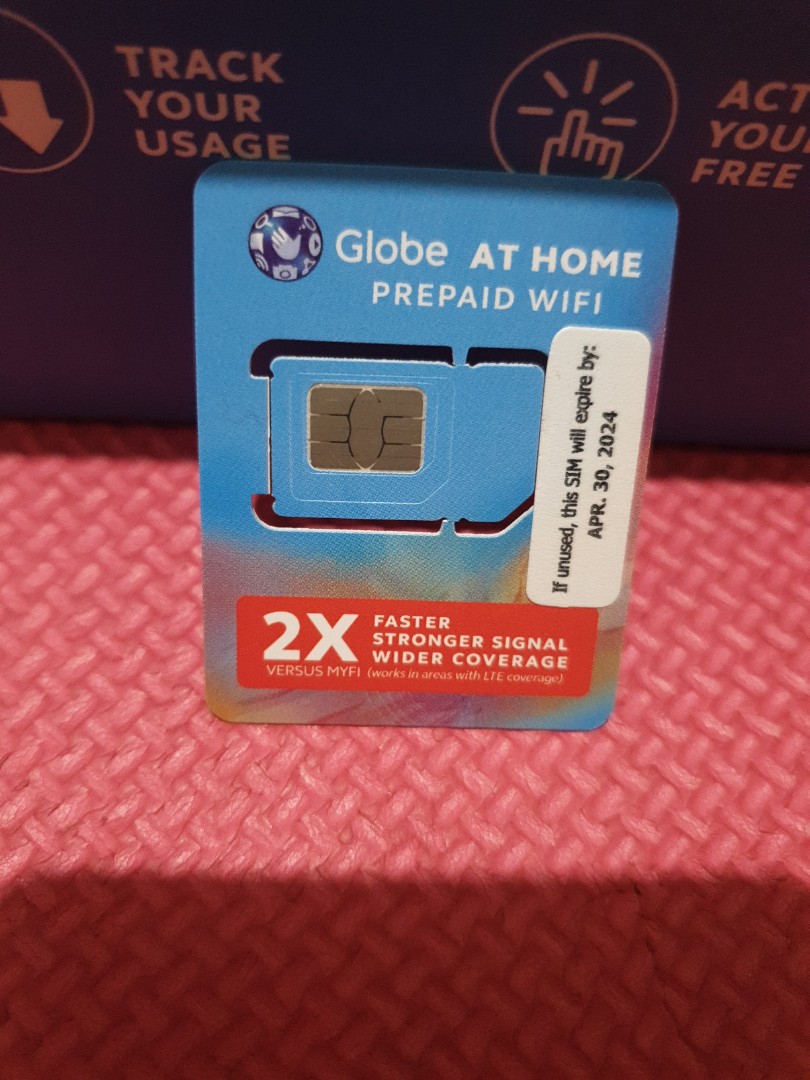 TRACK
YOUR
USAGE
ACT
YOU
FREE
Globe AT HOME
PREPAID WIFI
If unused, this SIM will expire by:
APR. 30, 2024
2X
FASTER
STRONGER SIGNAL
WIDER COVERAGE
VERSUS MYFI (works in areas with LTE coverage)